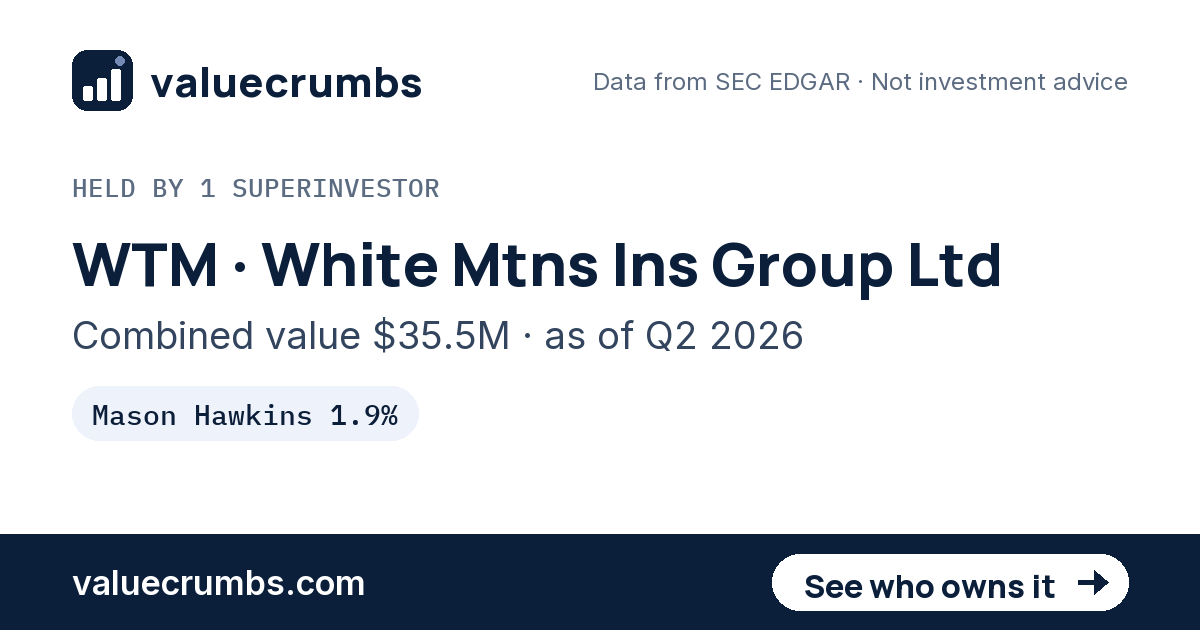 valuecrumbs
Data from SEC EDGAR · Not investment advice
HELD BY 1 SUPERINVESTOR
WTM · White Mtns Ins Group Ltd
Combined value $35.5M · as of Q2 2026
Mason Hawkins 1.9%
valuecrumbs.com
See who owns it →